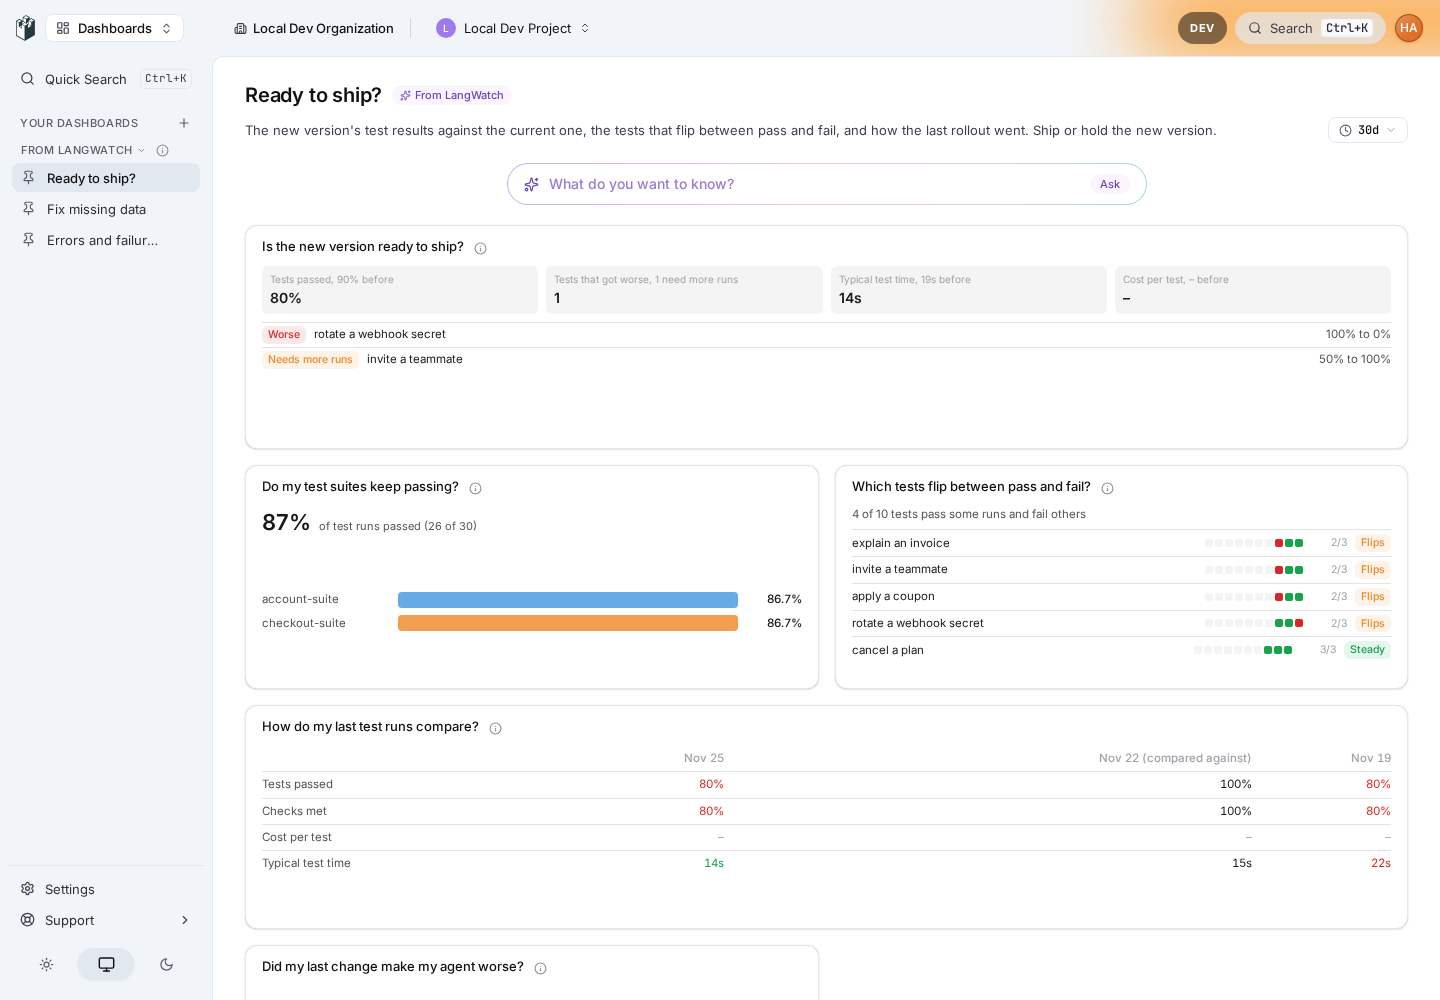 Dashboards
Local Dev Organization
L
Local Dev Project
DEV
Search
Ctrl+K
HA
Quick Search
Ctrl+K
YOUR DASHBOARDS
FROM LANGWATCH
Ready to ship?
Fix missing data
Errors and failur...
Settings
Support
Ready to ship?
From LangWatch
The new version's test results against the current one, the tests that flip between pass and fail, and how the last rollout went. Ship or hold the new version.
30d
What do you want to know?
Ask
Is the new version ready to ship?
Tests passed, 90% before
80%
Tests that got worse, 1 need more runs
1
Typical test time, 19s before
14s
Cost per test, – before
–
Worse rotate a webhook secret 100% to 0%
Needs more runs invite a teammate 50% to 100%
Do my test suites keep passing?
87% of test runs passed (26 of 30)
account-suite 86.7%
checkout-suite 86.7%
Which tests flip between pass and fail?
4 of 10 tests pass some runs and fail others
explain an invoice 2/3 Flips
invite a teammate 2/3 Flips
apply a coupon 2/3 Flips
rotate a webhook secret 2/3 Flips
cancel a plan 3/3 Steady
How do my last test runs compare?
Nov 25 Nov 22 (compared against) Nov 19
Tests passed 80% 100% 80%
Checks met 80% 100% 80%
Cost per test – – –
Typical test time 14s 15s 22s
Did my last change make my agent worse?